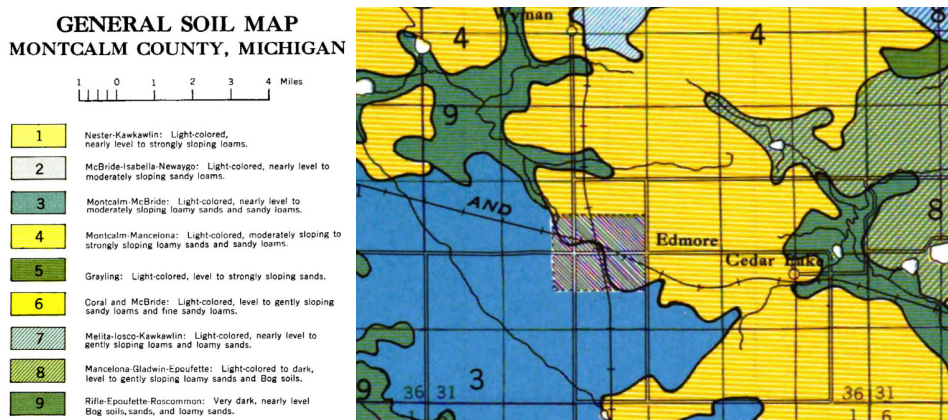 GENERAL SOIL MAP
MONTCALM COUNTY, MICHIGAN
1 0 1 2 3 4 Miles
1 Nester-Kawkawlin: Light-colored,
nearly level to strongly sloping loams.
2 McBride-Isabella-Newaygo: Light-colored, nearly level to
moderately sloping sandy loams.
3 Montcalm-McBride: Light-colored, nearly level to
moderately sloping loamy sands and sandy loams.
4 Montcalm-Mancelona: Light-colored, moderately sloping to
strongly sloping loamy sands and sandy loams.
5 Grayling: Light-colored, level to strongly sloping sands.
6 Coral and McBride: Light-colored, level to gently sloping
sandy loams and fine sandy loams.
7 Melita-Iosco-Kawkawlin: Light-colored, nearly level to
gently sloping loams and loamy sands.
8 Mancelona-Gladwin-Epoufette: Light-colored to dark,
level to gently sloping loamy sands and Bog soils.
9 Rifle-Epoufette-Roscommon: Very dark, nearly level
Bog soils, sands, and loamy sands.
Wyman
8
4
4
9
AND
8
Edmore
Cedar Lake
3
9
36 31
36 31
1
6